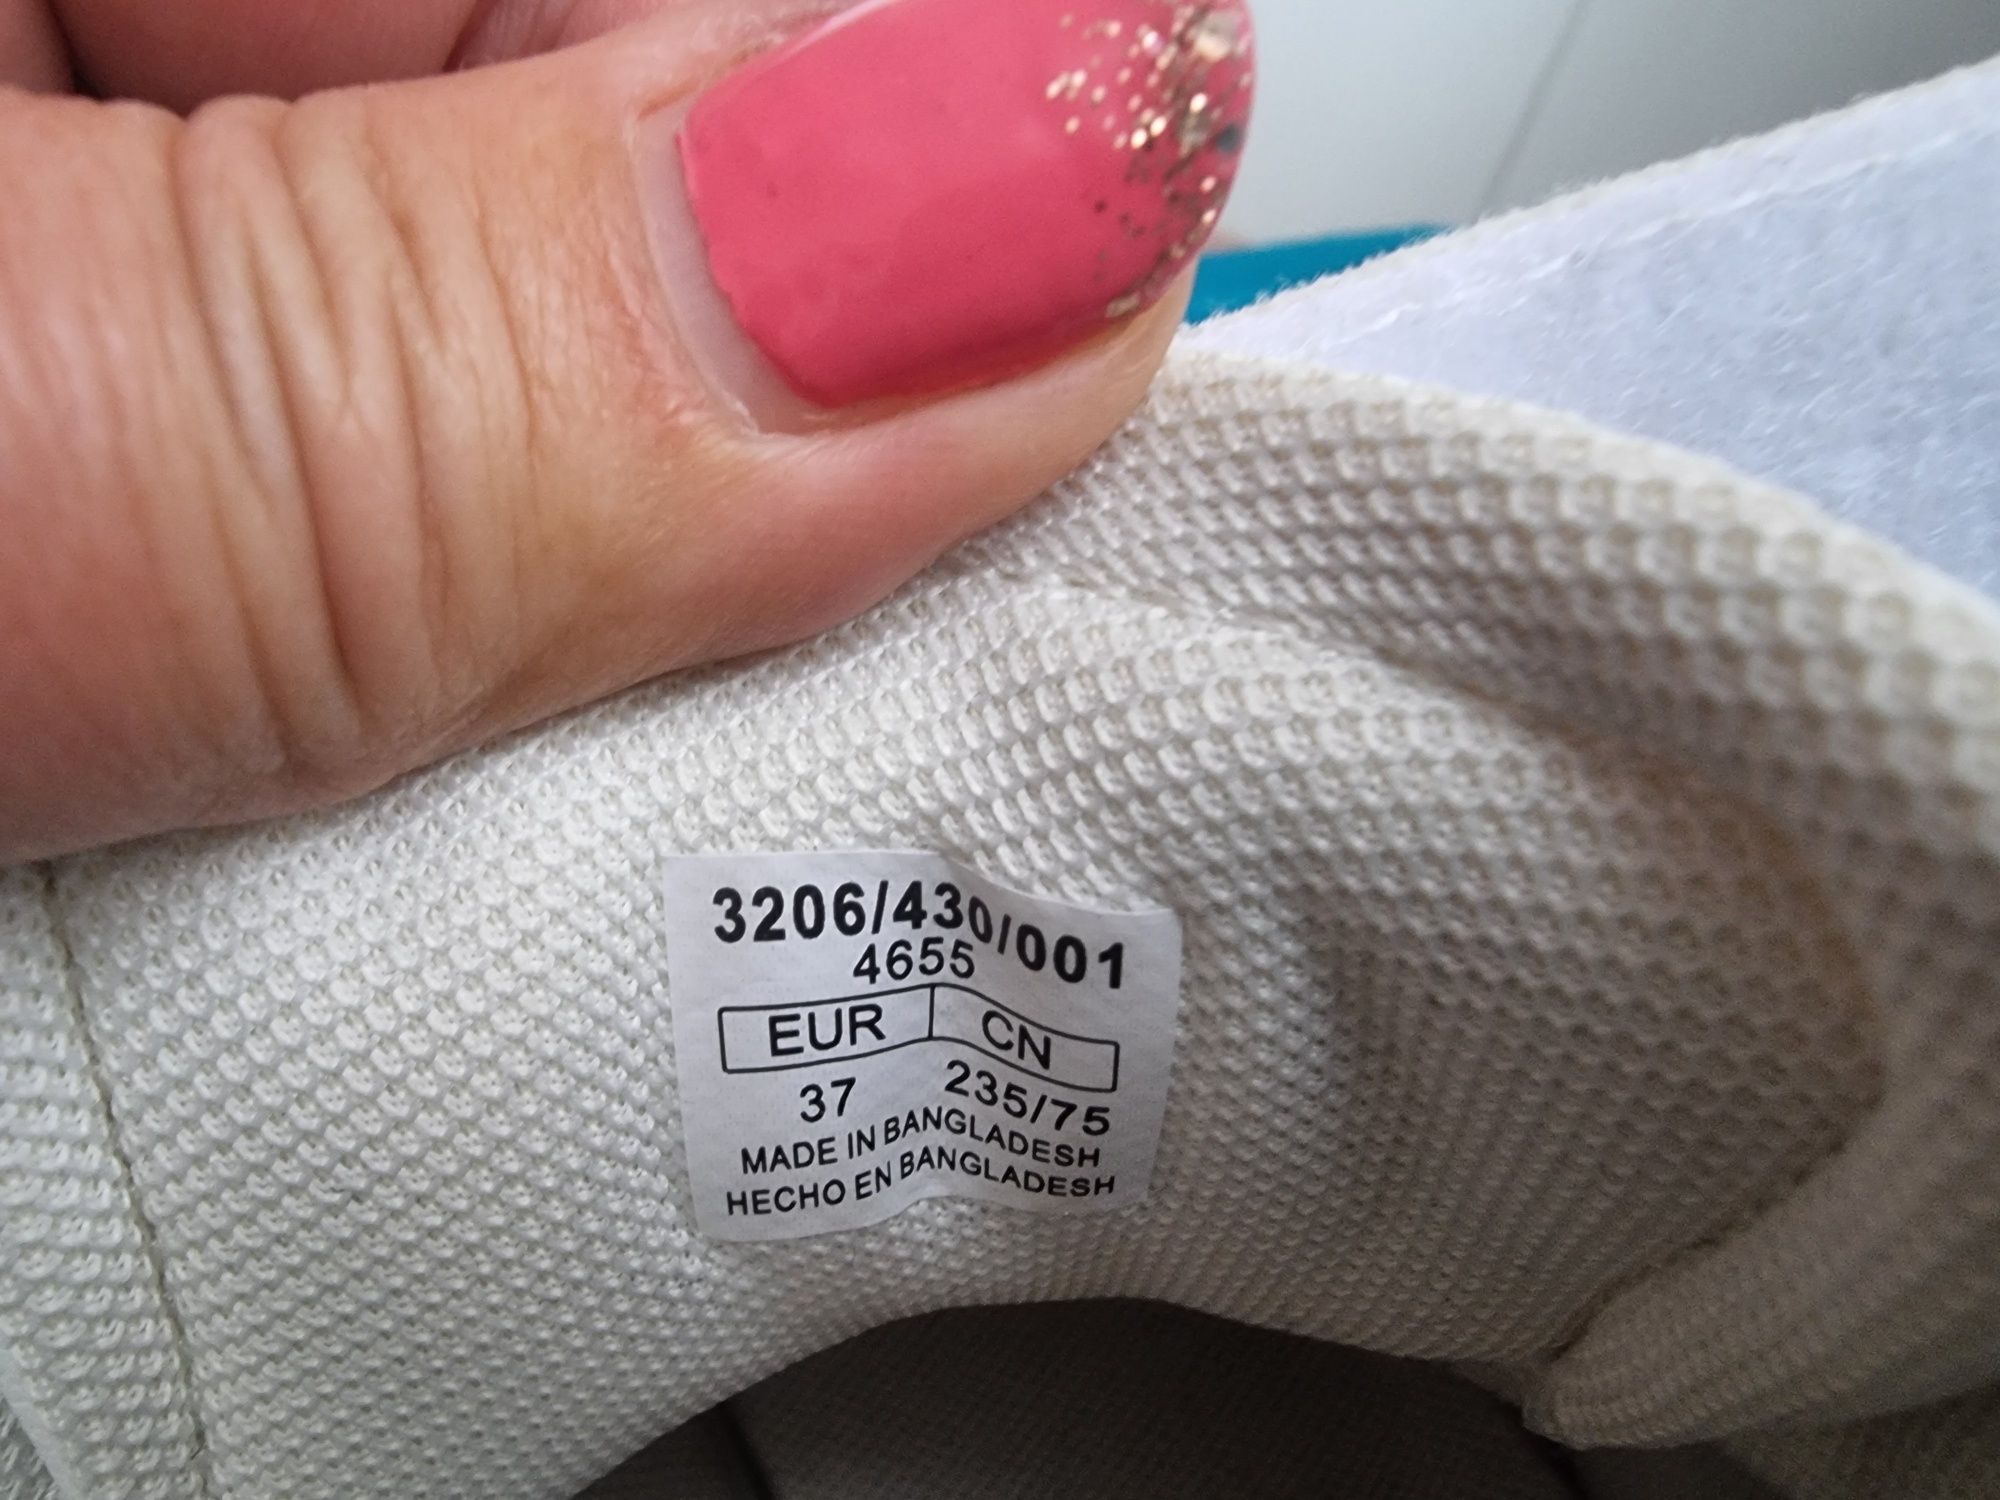 3206/430/001
4655
EUR CN
37 235/75
MADE IN BANGLADESH
HECHO EN BANGLADESH